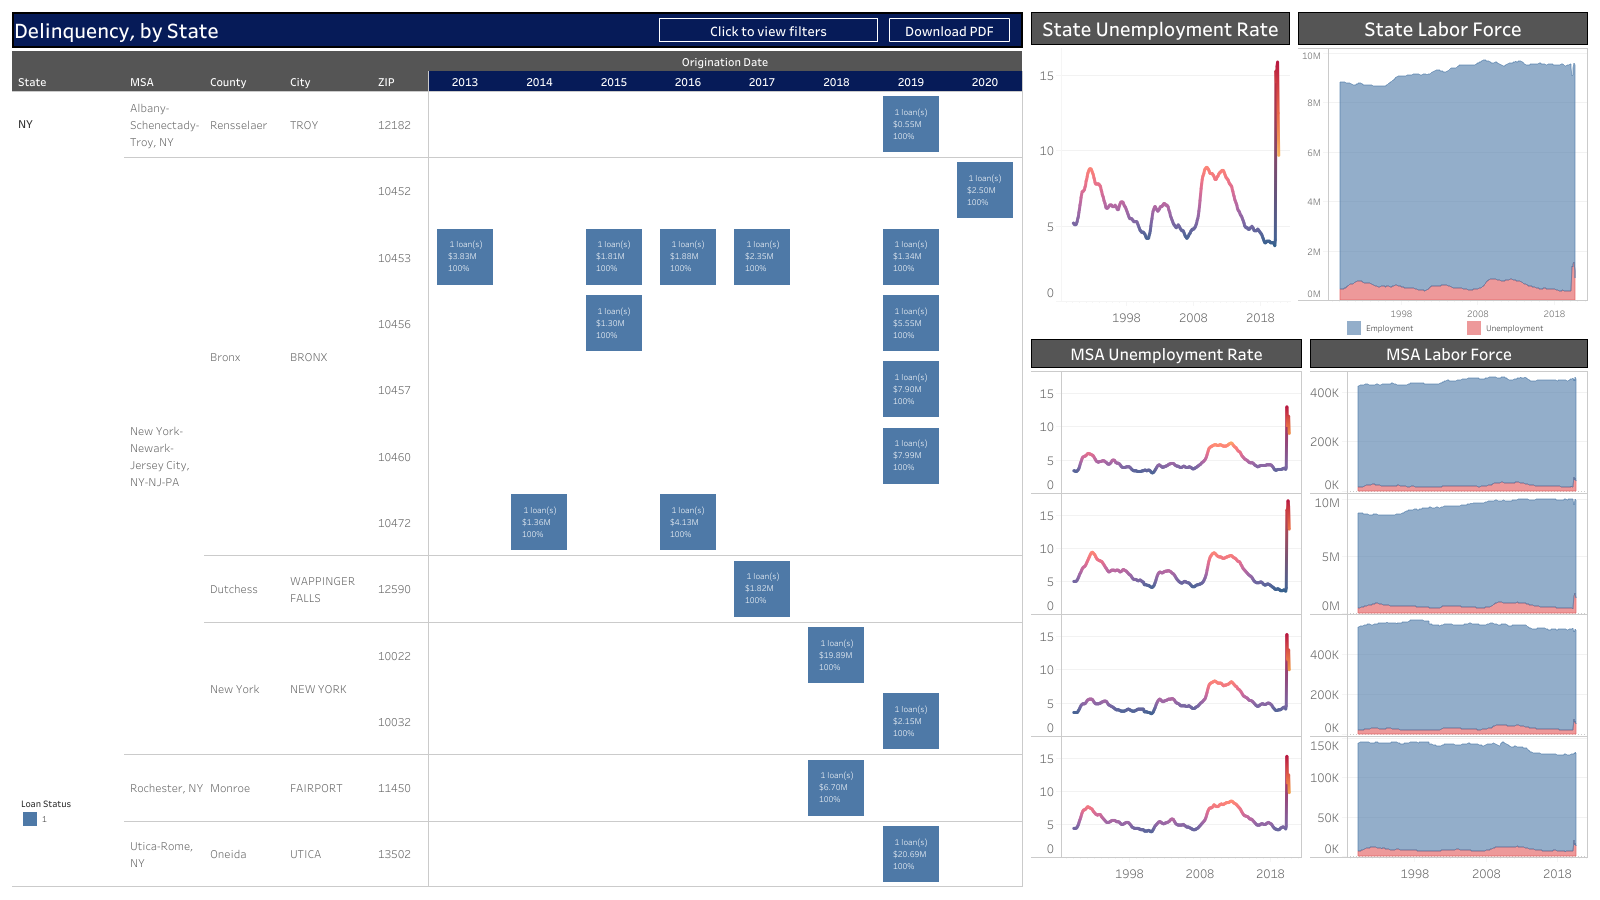 Delinquency, by State
Click to view filters
Download PDF
Origination Date
State MSA County City ZIP 2013 2014 2015 2016 2017 2018 2019 2020
NY
Albany-
Schenectady-
Troy, NY
Rensselaer
TROY
12182
1 loan(s)
$0.55M
100%
New York-
Newark-
Jersey City,
NY-NJ-PA
Bronx
BRONX
10452
1 loan(s)
$2.50M
100%
10453
1 loan(s)
$3.83M
100%
1 loan(s)
$1.81M
100%
1 loan(s)
$1.88M
100%
1 loan(s)
$2.35M
100%
1 loan(s)
$1.34M
100%
10456
1 loan(s)
$1.30M
100%
1 loan(s)
$5.55M
100%
10457
1 loan(s)
$7.90M
100%
10460
1 loan(s)
$7.99M
100%
10472
1 loan(s)
$1.36M
100%
1 loan(s)
$4.13M
100%
Dutchess
WAPPINGER
FALLS
12590
1 loan(s)
$1.82M
100%
New York
NEW YORK
10022
1 loan(s)
$19.89M
100%
10032
1 loan(s)
$2.15M
100%
Rochester, NY
Monroe
FAIRPORT
11450
1 loan(s)
$6.70M
100%
Utica-Rome,
NY
Oneida
UTICA
13502
1 loan(s)
$20.69M
100%
Loan Status
1
State Unemployment Rate
15
10
5
0
1998 2008 2018
State Labor Force
10M
8M
6M
4M
2M
0M
1998 2008 2018
Employment
Unemployment
MSA Unemployment Rate
15
10
5
0
15
10
5
0
15
10
5
0
15
10
5
0
1998 2008 2018
MSA Labor Force
400K
200K
0K
10M
5M
0M
400K
200K
0K
150K
100K
50K
0K
1998 2008 2018